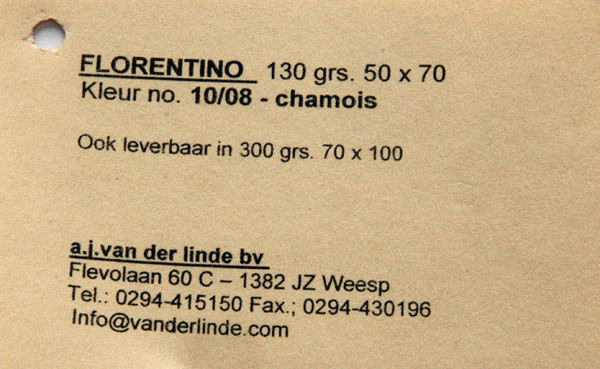 FLORENTINO 130 grs. 50 x 70
Kleur no. 10/08 - chamois
Ook leverbaar in 300 grs. 70 x 100
a.j.van der linde bv
Flevolaan 60 C – 1382 JZ Weesp
Tel.: 0294-415150 Fax.; 0294-430196
Info@vanderlinde.com